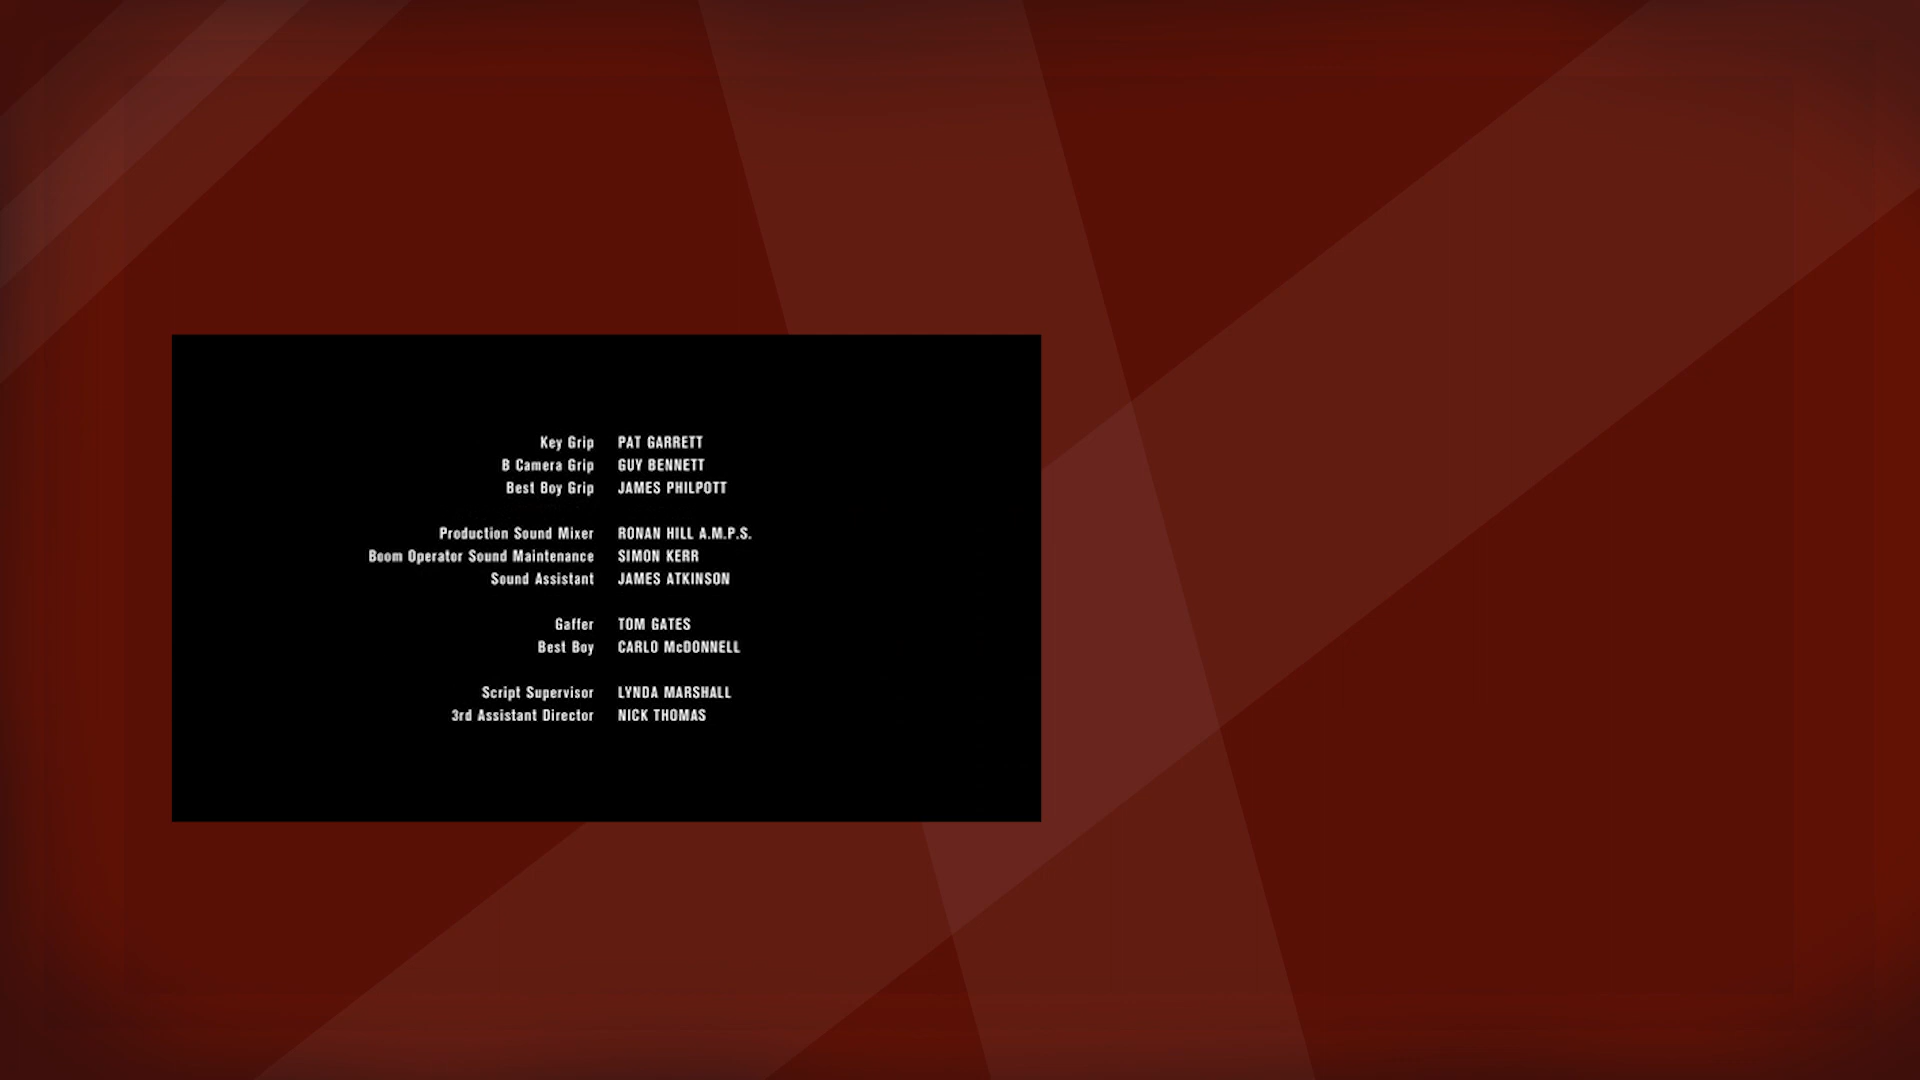 Key Grip PAT GARRETT
B Camera Grip GUY BENNETT
Best Boy Grip JAMES PHILPOTT
Production Sound Mixer RONAN HILL A.M.P.S.
Boom Operator Sound Maintenance SIMON KERR
Sound Assistant JAMES ATKINSON
Gaffer TOM GATES
Best Boy CARLO McDONNELL
Script Supervisor LYNDA MARSHALL
3rd Assistant Director NICK THOMAS